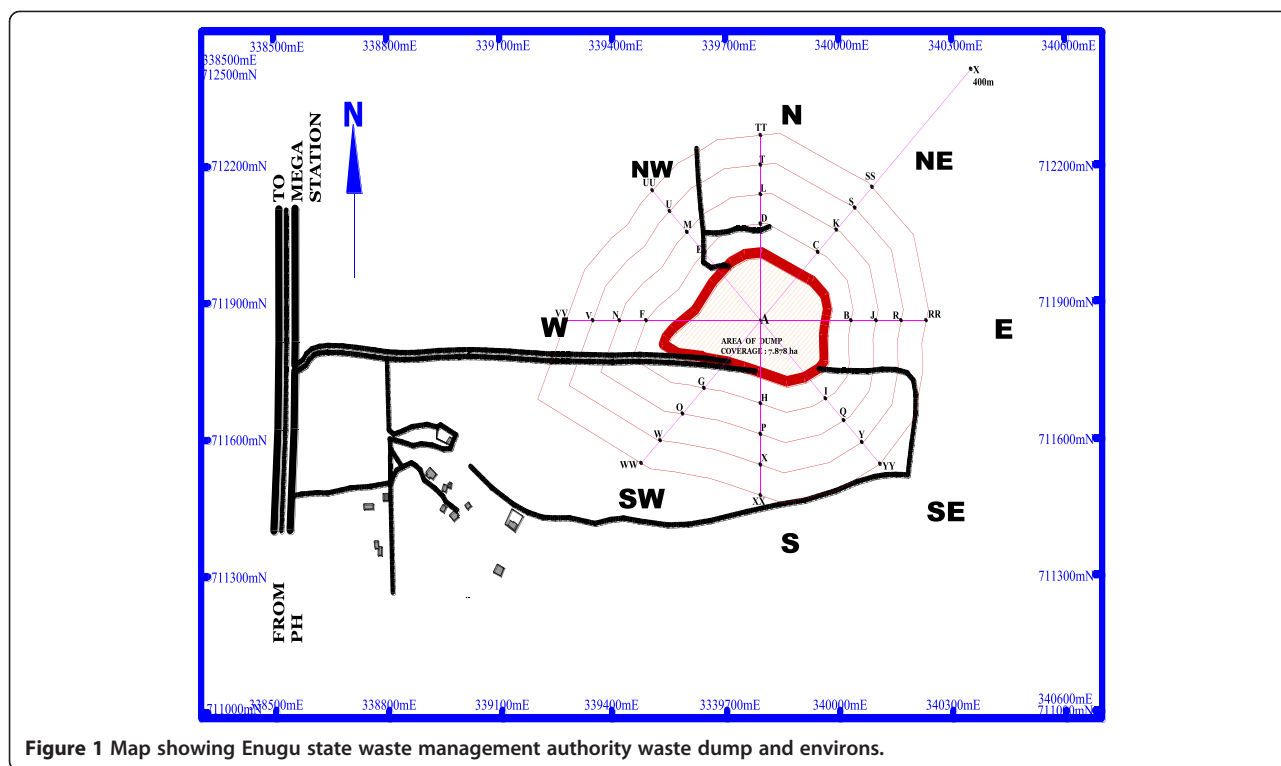 338500mE 338800mE 339100mE 339400mE 339700mE 340000mE 340300mE 340600mE
338500mE
712500mN
X
400m
N
N
TT
NE
TO
MEGA
STATION
712200mN
T
712200mN
NW
UU
SS
L
U
S
M
D
K
E
C
711900mN
711900mN
W
VV
V
N
F
A
B
J
R
RR
E
AREA OF DUMP
COVERAGE : 7.878 ha
G
H
I
O
P
Q
711600mN
W
Y
711600mN
WW
X
YY
SW
XX
SE
S
711300mN
711300mN
FROM
PH
340600mE
711000mN
338500mE 338800mE 339100mE 339400mE 3339700mE 340000mE 340300mE
711000mN
Figure 1 Map showing Enugu state waste management authority waste dump and environs.